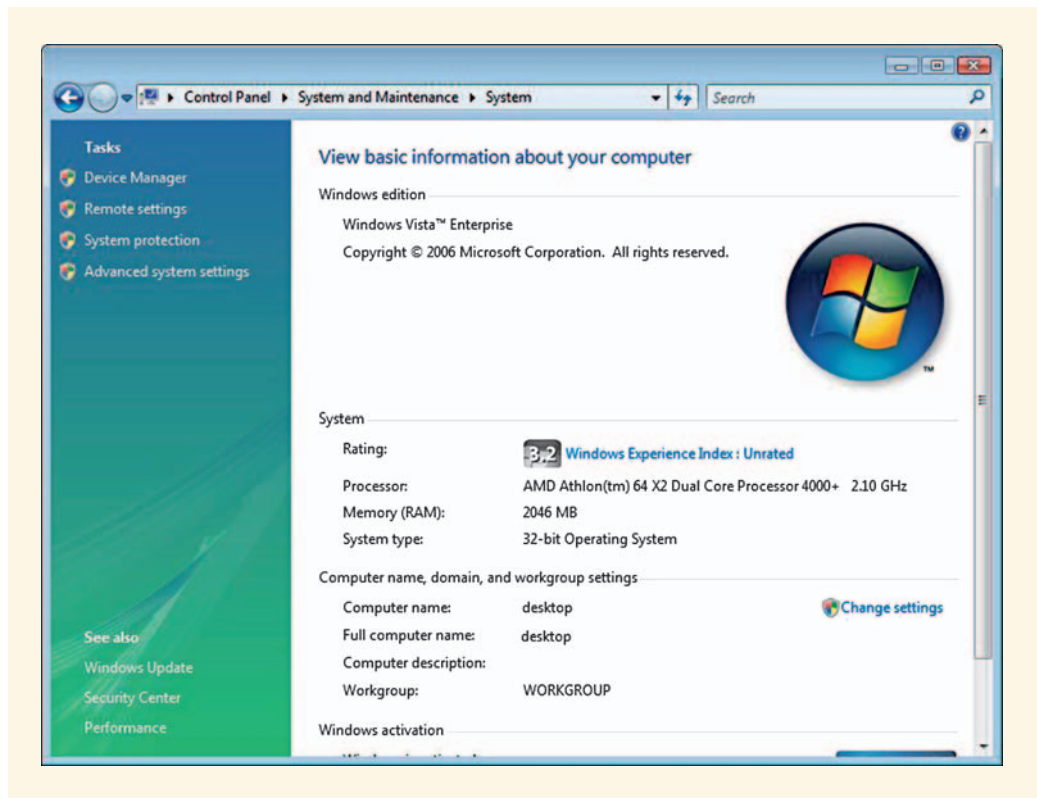 Control Panel System and Maintenance System Search
Tasks
Device Manager
Remote settings
System protection
Advanced system settings
View basic information about your computer
Windows edition
Windows Vista™ Enterprise
Copyright © 2006 Microsoft Corporation. All rights reserved.
TM
System
Rating: 3,2 Windows Experience Index : Unrated
Processor: AMD Athlon(tm) 64 X2 Dual Core Processor 4000+ 2.10 GHz
Memory (RAM): 2046 MB
System type: 32-bit Operating System
Computer name, domain, and workgroup settings
Computer name: desktop Change settings
Full computer name: desktop
Computer description:
Workgroup: WORKGROUP
Windows activation
See also
Windows Update
Security Center
Performance